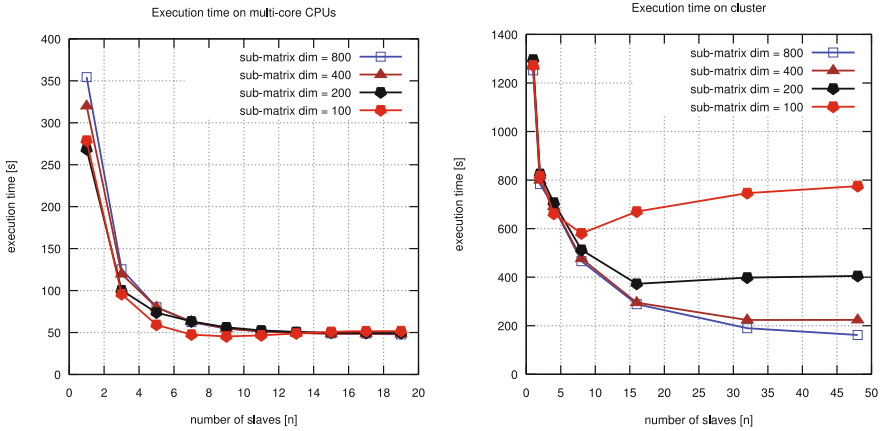 Execution time on multi-core CPUs
400
350
300
250
200
150
100
50
0
execution time [s]
sub-matrix dim = 800
sub-matrix dim = 400
sub-matrix dim = 200
sub-matrix dim = 100
0 2 4 6 8 10 12 14 16 18 20
number of slaves [n]
Execution time on cluster
1400
1200
1000
800
600
400
200
0
execution time [s]
sub-matrix dim = 800
sub-matrix dim = 400
sub-matrix dim = 200
sub-matrix dim = 100
0 5 10 15 20 25 30 35 40 45 50
number of slaves [n]